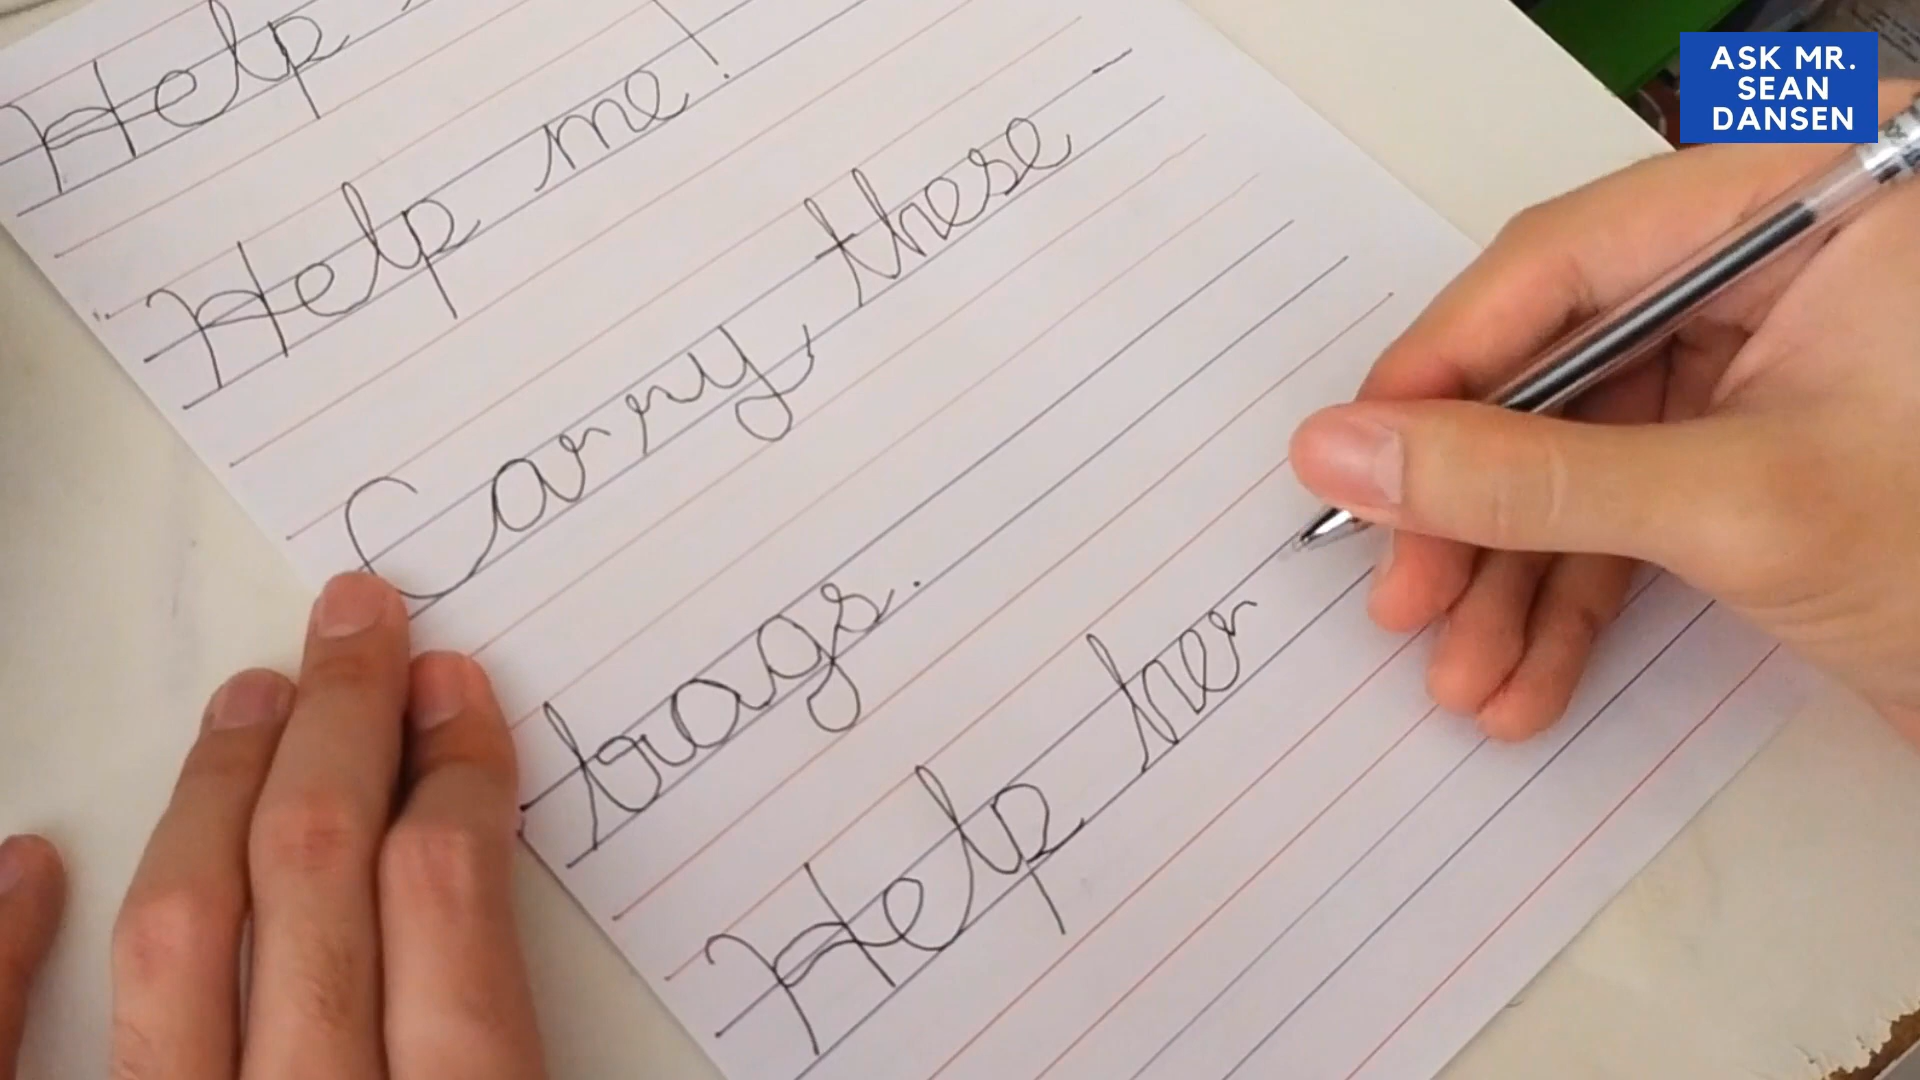 Help
Help me!
Carry these
bags.
Help her
ASK MR.
SEAN
DANSEN